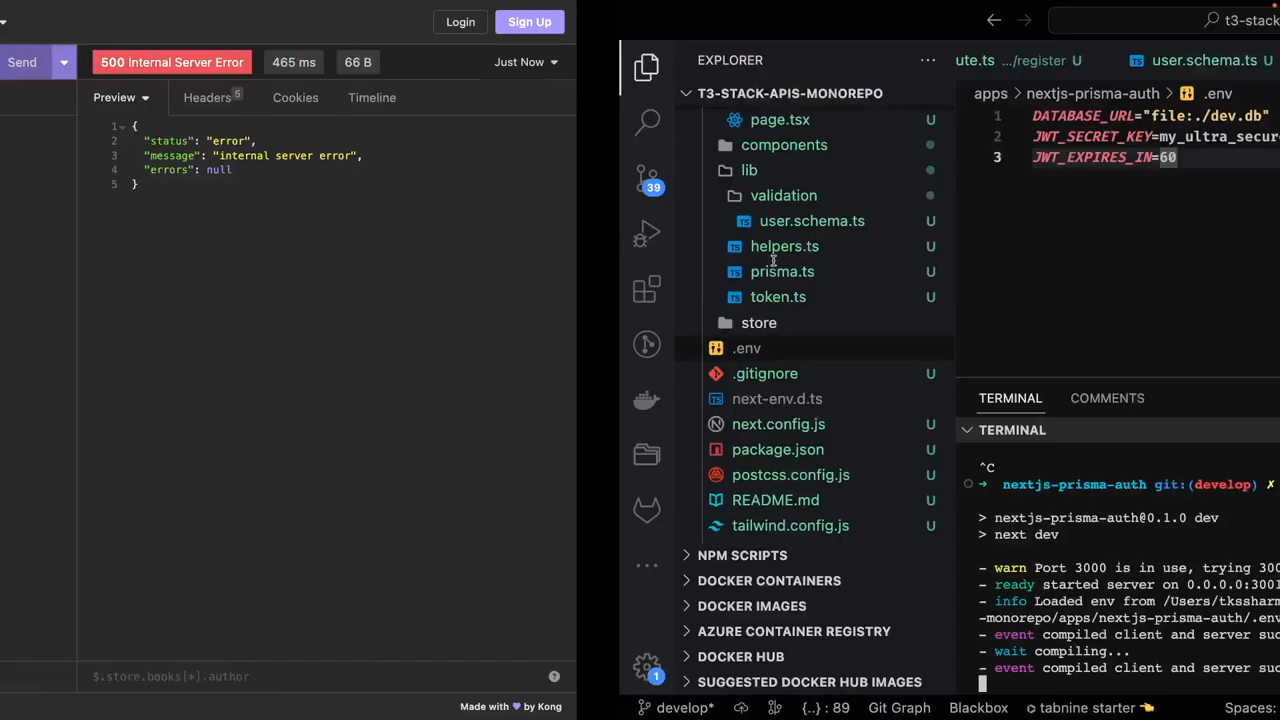 Login
Sign Up
Send
500 Internal Server Error
465 ms
66 B
Just Now
Preview
Headers 5
Cookies
Timeline
1 {
2 "status": "error",
3 "message": "internal server error",
4 "errors": null
5 }
$.store.books[*].author
Made with by Kong
t3-stack
EXPLORER
T3-STACK-APIS-MONOREPO
page.tsx U
components
lib
validation
user.schema.ts U
helpers.ts U
prisma.ts U
token.ts U
store
.env
.gitignore U
next-env.d.ts
next.config.js U
package.json U
postcss.config.js U
README.md U
tailwind.config.js U
NPM SCRIPTS
DOCKER CONTAINERS
DOCKER IMAGES
AZURE CONTAINER REGISTRY
DOCKER HUB
SUGGESTED DOCKER HUB IMAGES
39
1
ute.ts .../register U
user.schema.ts U
apps > nextjs-prisma-auth > .env
1 DATABASE_URL="file:./dev.db"
2 JWT_SECRET_KEY=my_ultra_secur
3 JWT_EXPIRES_IN=60
TERMINAL
COMMENTS
TERMINAL
^C
nextjs-prisma-auth git:(develop) ✗
> nextjs-prisma-auth@0.1.0 dev
> next dev
- warn Port 3000 is in use, trying 300
- ready started server on 0.0.0.0:3001
- info Loaded env from /Users/tkssharm
-monorepo/apps/nextjs-prisma-auth/.env
- event compiled client and server suc
- wait compiling...
- event compiled client and server suc
develop*
{..} : 89
Git Graph
Blackbox
tabnine starter
Spaces: